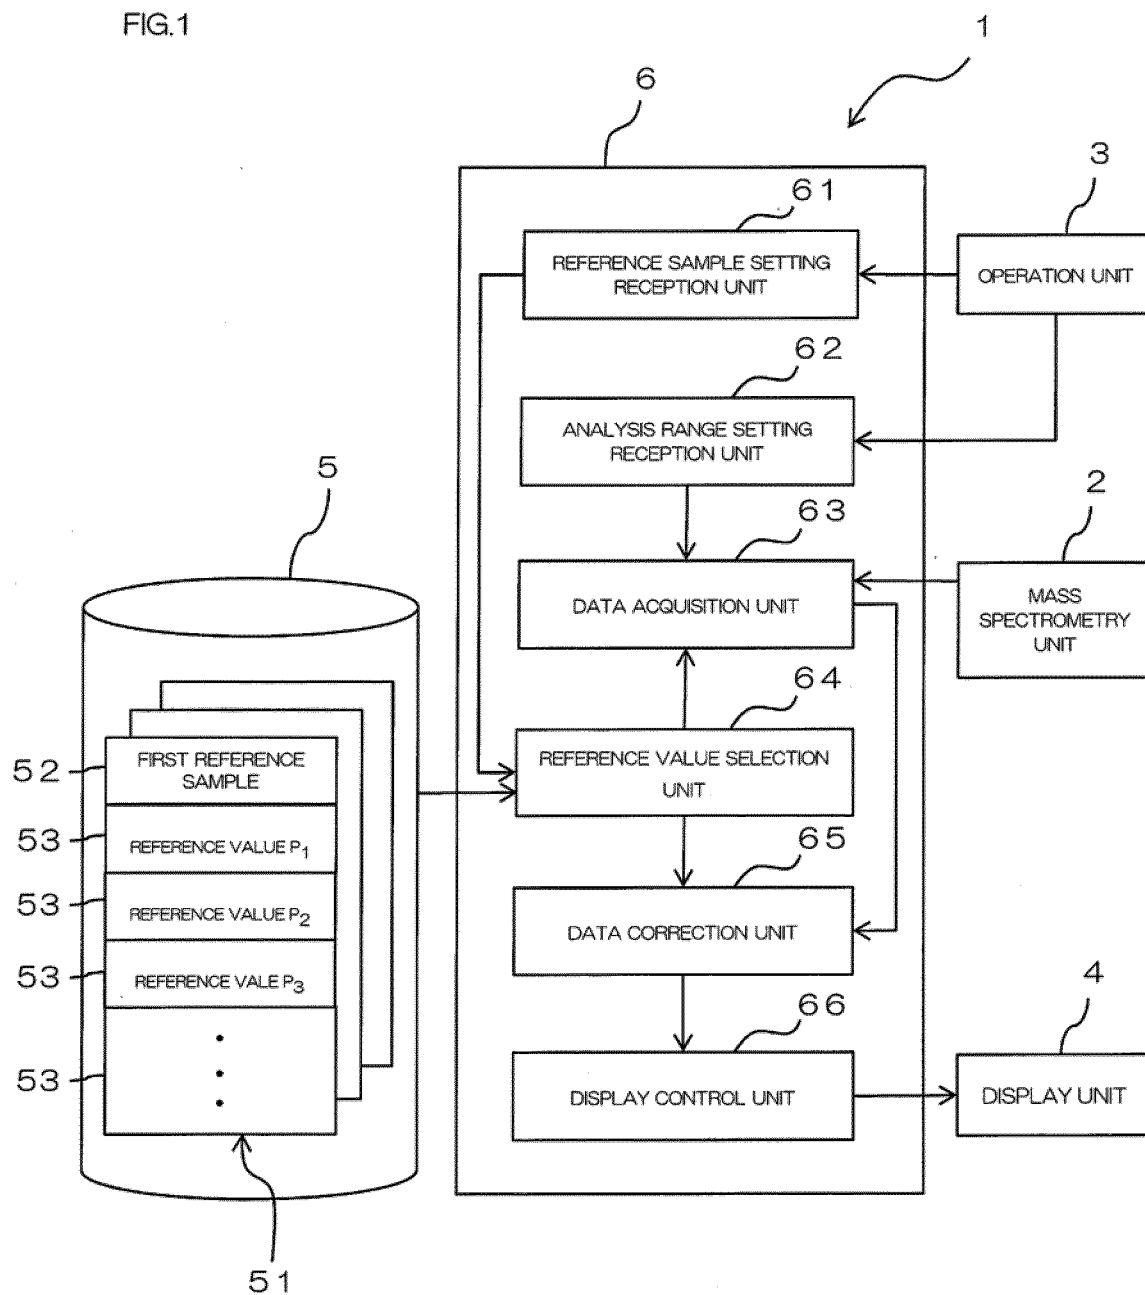 FIG.1
1
6
3
61
REFERENCE SAMPLE SETTING
RECEPTION UNIT
OPERATION UNIT
62
ANALYSIS RANGE SETTING
RECEPTION UNIT
5
2
63
DATA ACQUISITION UNIT
MASS
SPECTROMETRY
UNIT
64
REFERENCE VALUE SELECTION
UNIT
52
FIRST REFERENCE
SAMPLE
53
REFERENCE VALUE P1
65
53
REFERENCE VALUE P2
DATA CORRECTION UNIT
53
REFERENCE VALE P3
4
66
53
DISPLAY CONTROL UNIT
DISPLAY UNIT
51